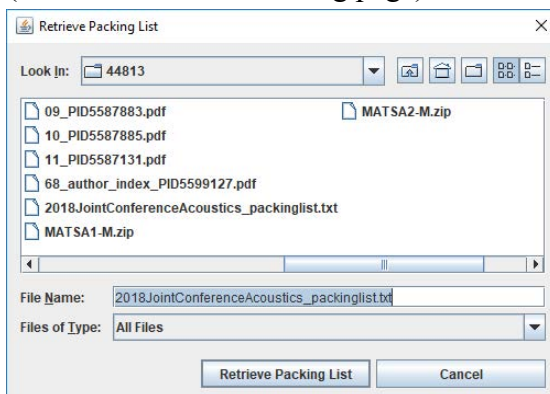 Retrieve Packing List
Look In: 44813
09_PID5587883.pdf
10_PID5587885.pdf
11_PID5587131.pdf
68_author_index_PID5599127.pdf
2018JointConferenceAcoustics_packinglist.txt
MATSA1-M.zip
MATSA2-M.zip
File Name: 2018JointConferenceAcoustics_packinglist.txt
Files of Type: All Files
Retrieve Packing List Cancel